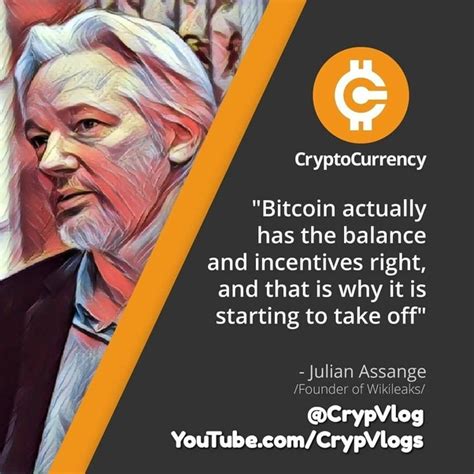 CryptoCurrency
"Bitcoin actually
has the balance
and incentives right,
and that is why it is
starting to take off"
- Julian Assange
/Founder of Wikileaks/
@CrypVlog
YouTube.com/CrypVlogs